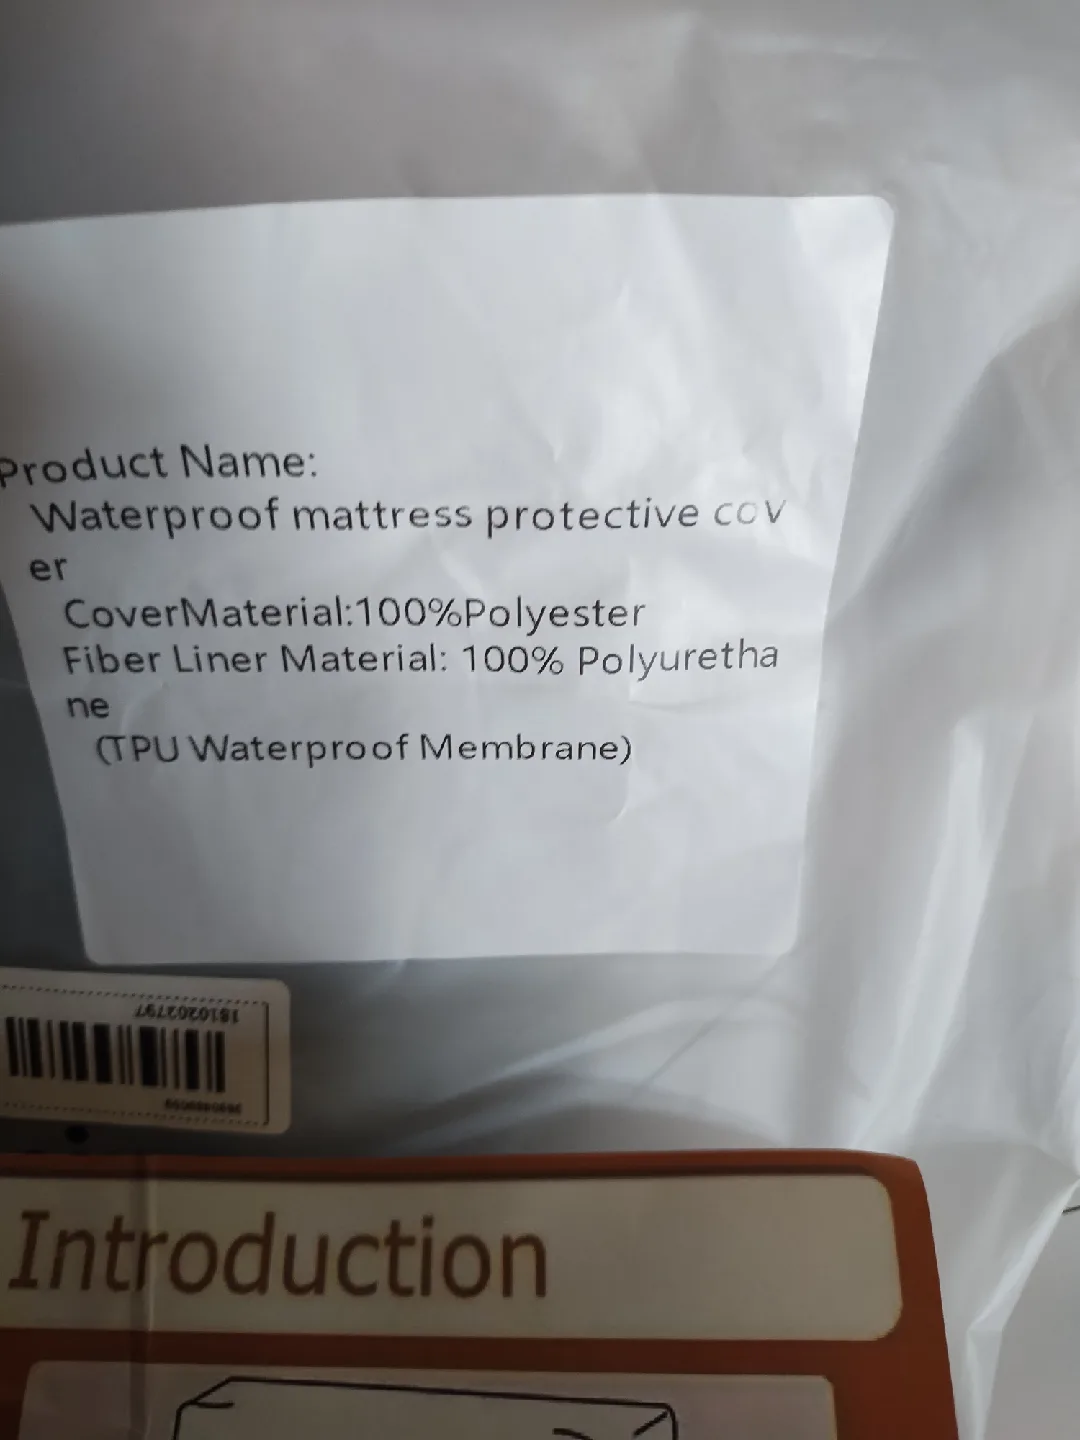 Product Name:
Waterproof mattress protective cov
er
CoverMaterial:100%Polyester
Fiber Liner Material: 100% Polyuretha
ne
(TPU Waterproof Membrane)
1810202797
Introduction